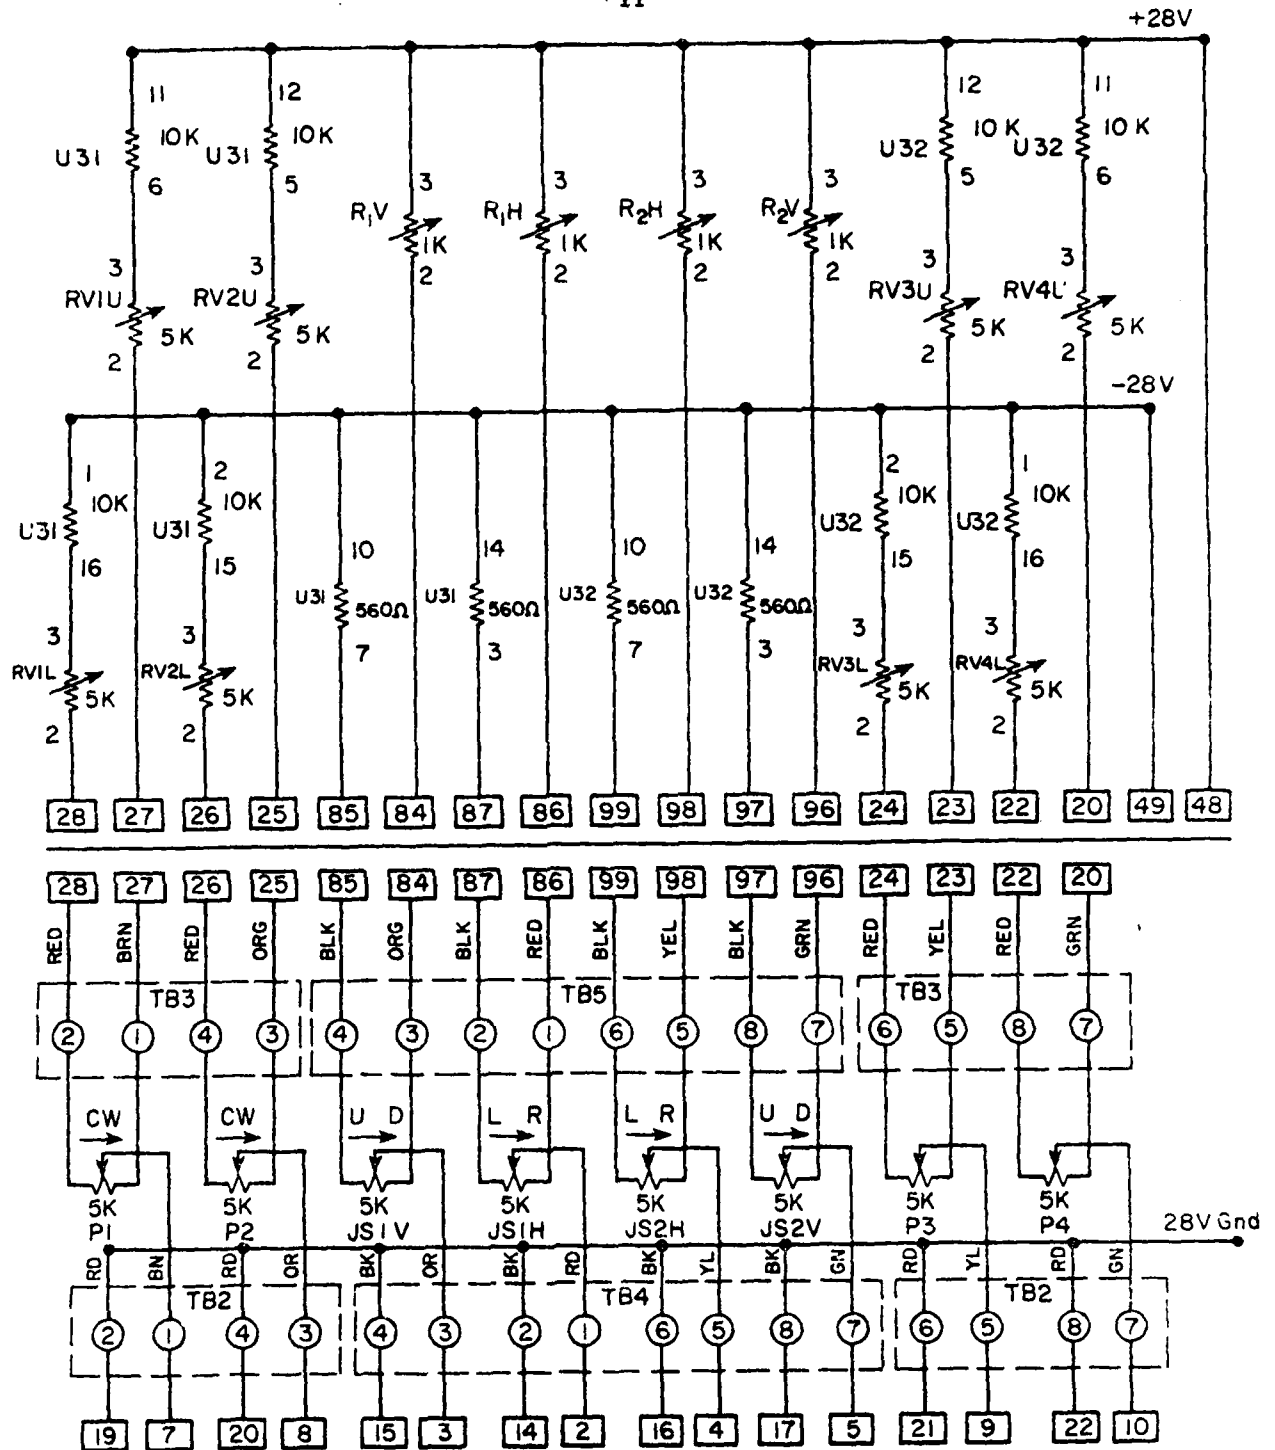 +28V
11 12 12 11
10K 10K 10K 10K
U31 U31 U32 U32
6 5 3 3 3 3 5 6
R1V R1H R2H R2V
1K 1K 1K 1K
3 3 2 2 2 2 3 3
RV1U RV2U RV3U RV4U
5K 5K 5K 5K
2 2 2 2
-28V
1 2 2 1
10K 10K 10K 10K
U31 U31 U32 U32
10 14 10 14
16 15 15 16
U31 560Ω U31 560Ω U32 560Ω U32 560Ω
3 3 7 3 7 3 3 3
RV1L RV2L RV3L RV4L
5K 5K 5K 5K
2 2 2 2
28 27 26 25 85 84 87 86 99 98 97 96 24 23 22 20 49 48
28 27 26 25 85 84 87 86 99 98 97 96 24 23 22 20
RED BRN RED ORG BLK ORG BLK RED BLK YEL BLK GRN RED YEL RED GRN
TB3 TB5 TB3
2 1 4 3 4 3 2 1 6 5 8 7 6 5 8 7
CW CW U D L R L R U D
5K 5K 5K 5K 5K 5K 5K 5K
P1 P2 JS1V JS1H JS2H JS2V P3 P4
28V Gnd
RD BN RD OR BK OR BK RD BK YL BK GN RD YL RD GN
TB2 TB4 TB2
2 1 4 3 4 3 2 1 6 5 8 7 6 5 8 7
19 7 20 8 15 3 14 2 16 4 17 5 21 9 22 10